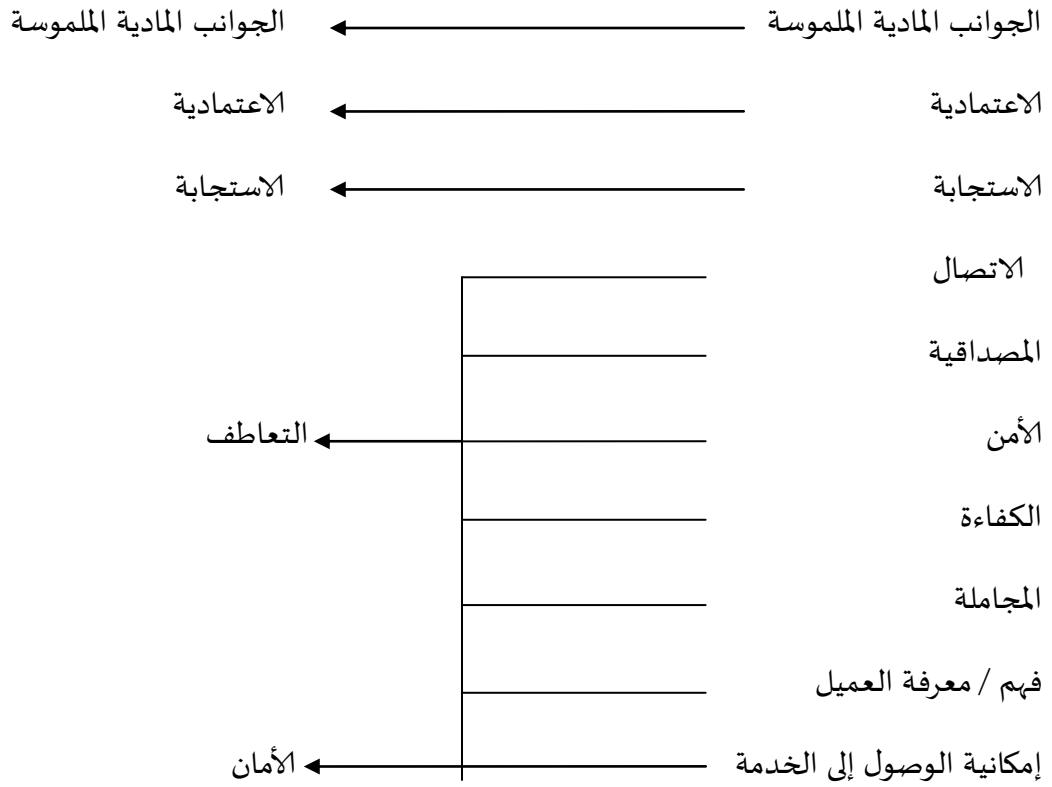 الجوانب المادية الملموسة الجوانب المادية الملموسة
الاعتمادية الاعتمادية
الاستجابة الاستجابة
الاتصال
المصداقية
الأمن التعاطف
الكفاءة
المجاملة
فهم / معرفة العميل
إمكانية الوصول إلى الخدمة الأمان